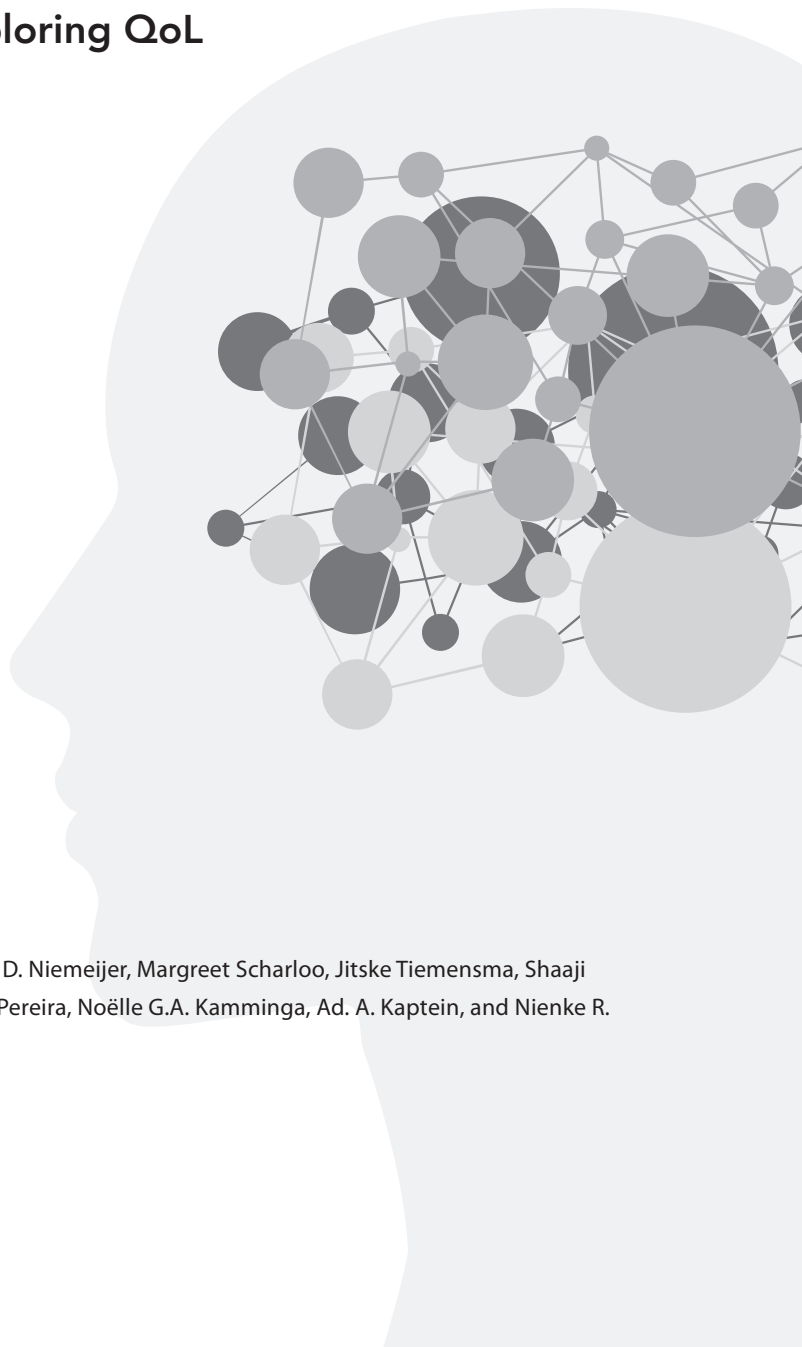 loring QoL
D. Niemeijer, Margreet Scharloo, Jitske Tiemensma, Shaaji
Pereira, Noëlle G.A. Kamminga, Ad. A. Kaptein, and Nienke R.